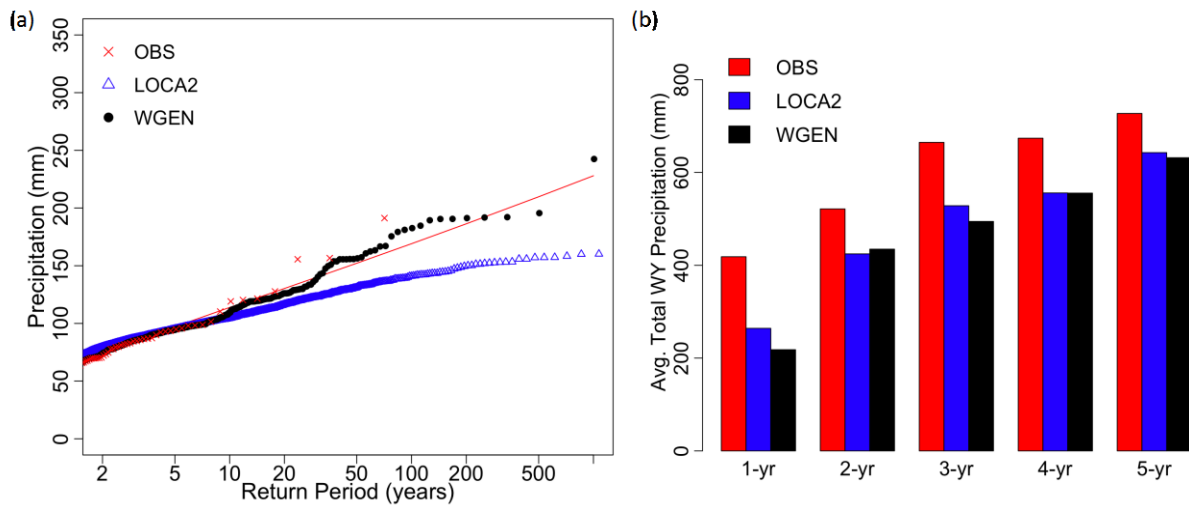 (a)
350
300
250
200
150
100
50
0
Precipitation (mm)
OBS
LOCA2
WGEN
2 5 10 20 50 100 200 500
Return Period (years)
(b)
800
600
400
200
0
Avg. Total WY Precipitation (mm)
OBS
LOCA2
WGEN
1-yr 2-yr 3-yr 4-yr 5-yr